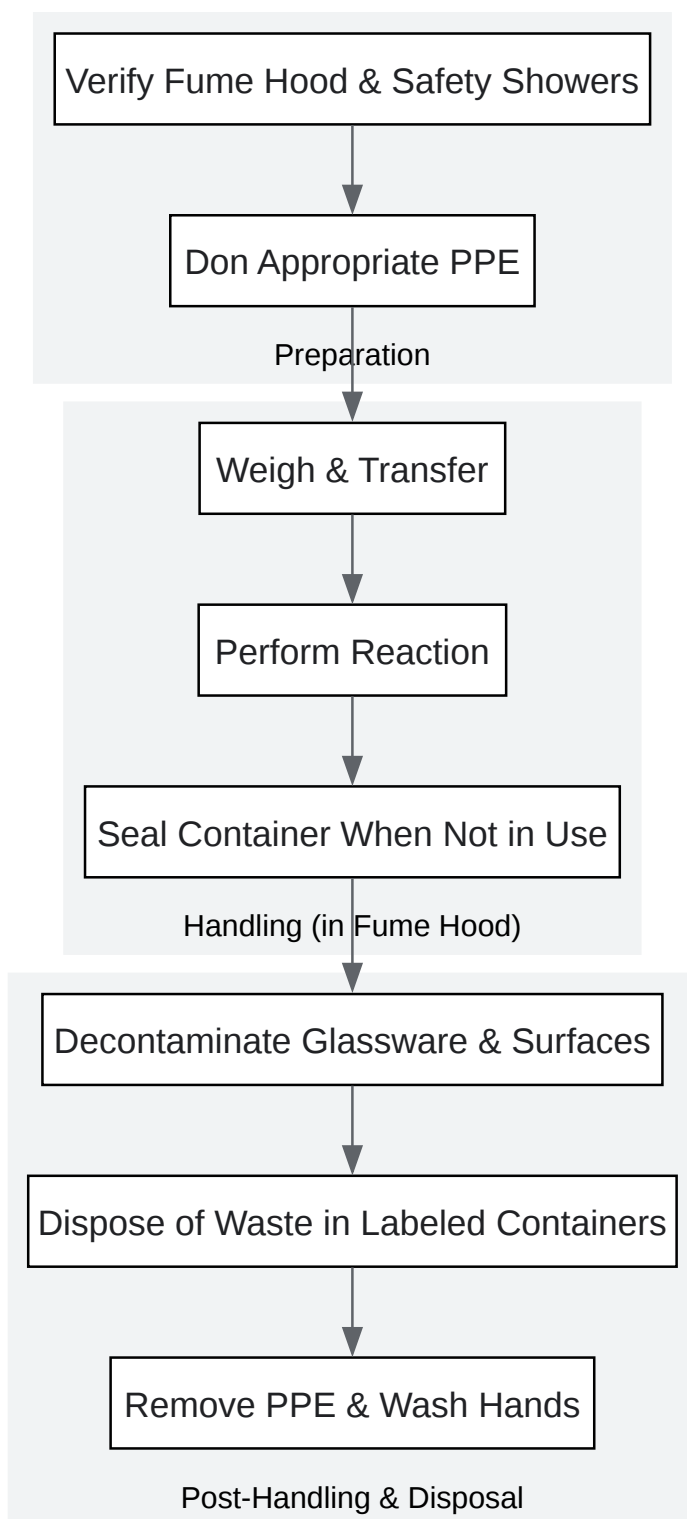 Verify Fume Hood & Safety Showers
Don Appropriate PPE
Preparation
Weigh & Transfer
Perform Reaction
Seal Container When Not in Use
Handling (in Fume Hood)
Decontaminate Glassware & Surfaces
Dispose of Waste in Labeled Containers
Remove PPE & Wash Hands
Post-Handling & Disposal